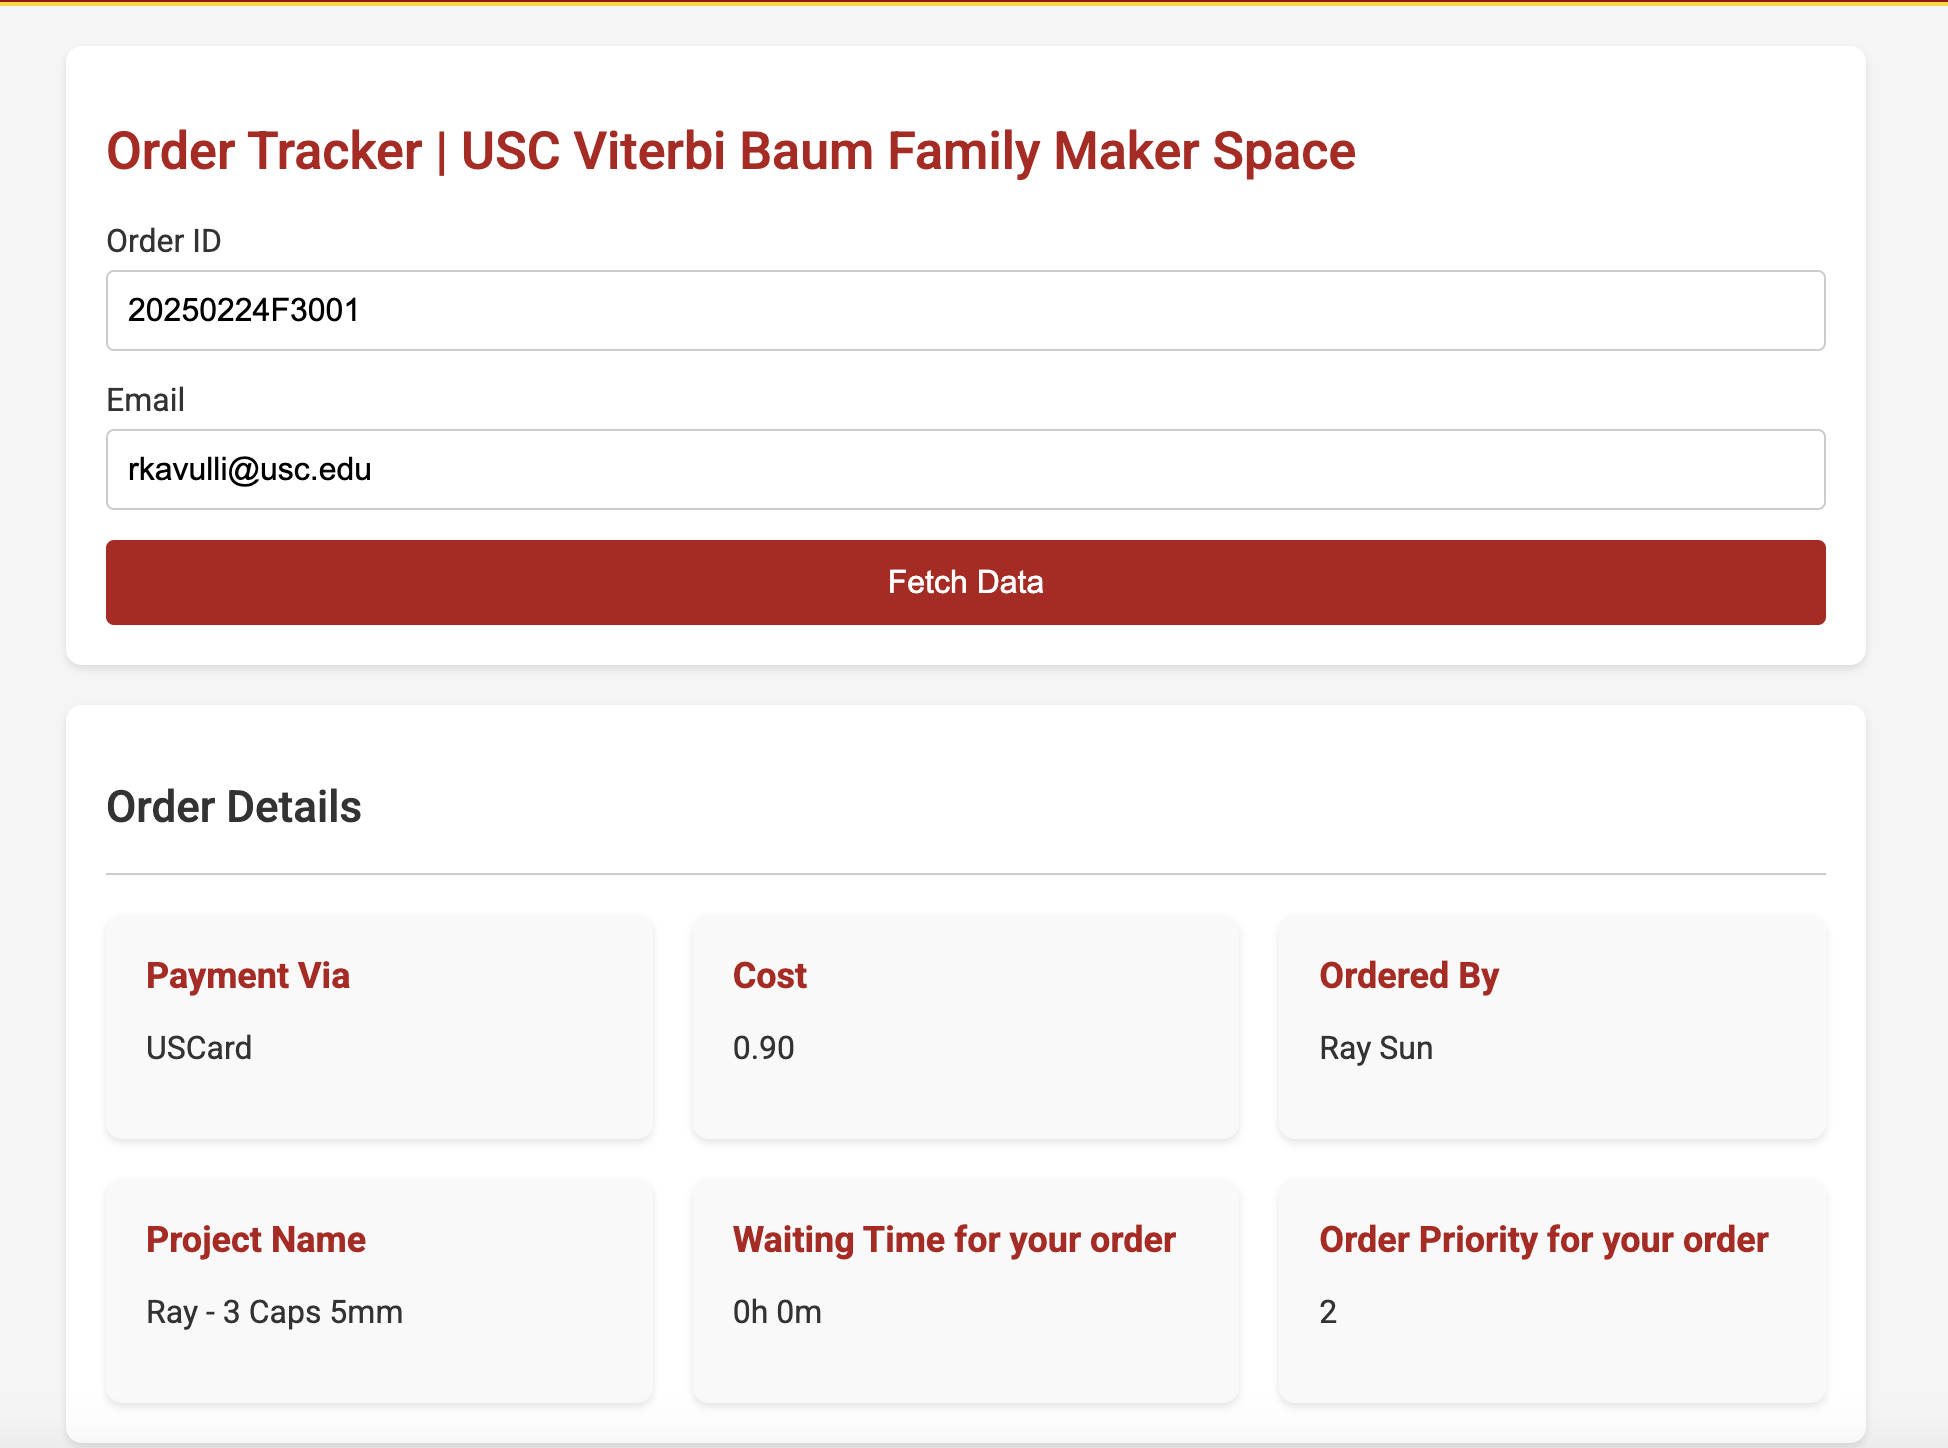 Order Tracker | USC Viterbi Baum Family Maker Space
Order ID
20250224F3001
Email
rkavulli@usc.edu
Fetch Data
Order Details
Payment Via
USCard
Cost
0.90
Ordered By
Ray Sun
Project Name
Ray - 3 Caps 5mm
Waiting Time for your order
0h 0m
Order Priority for your order
2